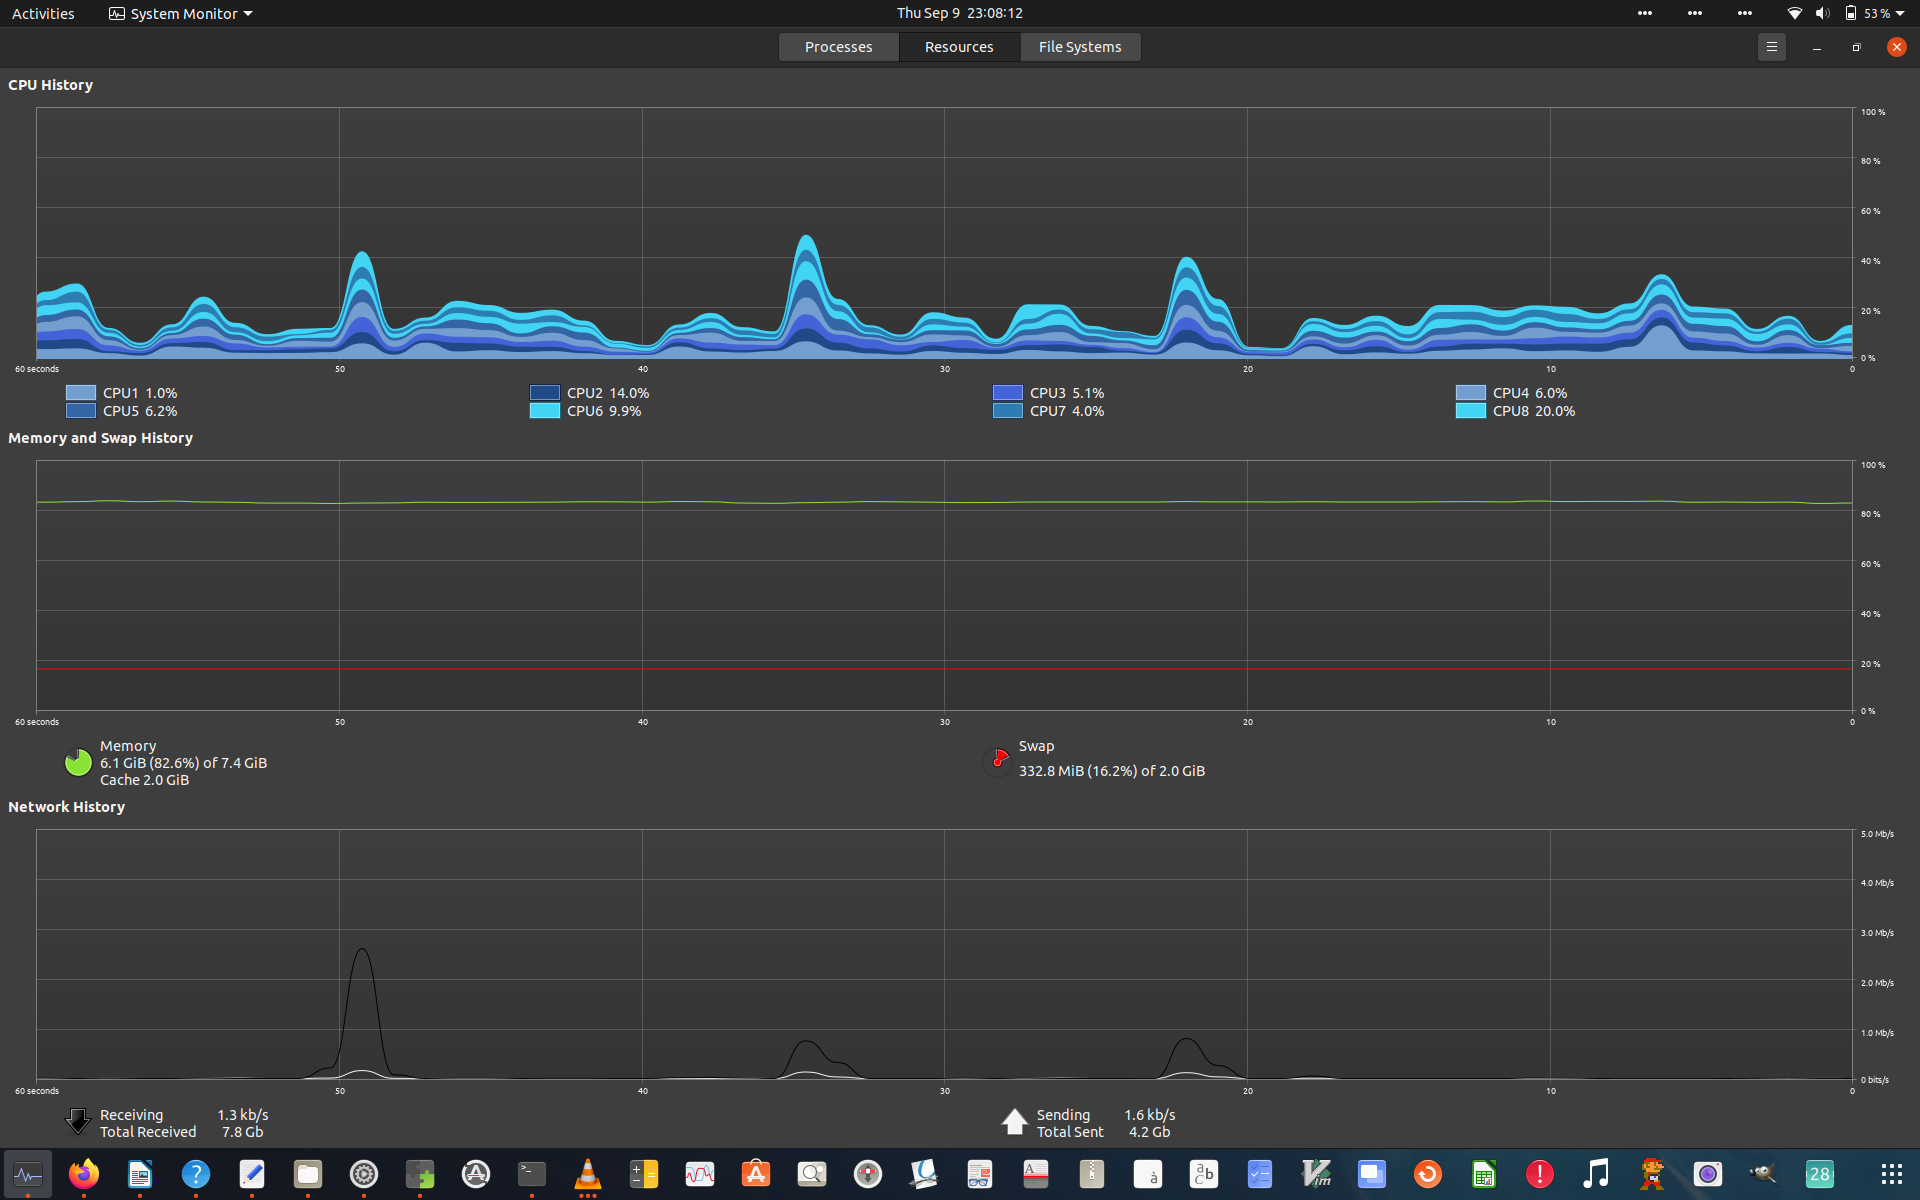 Activities System Monitor Thu Sep 9 23:08:12 53 %
Processes Resources File Systems
CPU History
100 %
80 %
60 %
40 %
20 %
0 %
60 seconds 50 40 30 20 10 0
CPU1 1.0% CPU2 14.0% CPU3 5.1% CPU4 6.0%
CPU5 6.2% CPU6 9.9% CPU7 4.0% CPU8 20.0%
Memory and Swap History
100 %
80 %
60 %
40 %
20 %
0 %
60 seconds 50 40 30 20 10 0
Memory Swap
6.1 GiB (82.6%) of 7.4 GiB 332.8 MiB (16.2%) of 2.0 GiB
Cache 2.0 GiB
Network History
5.0 Mb/s
4.0 Mb/s
3.0 Mb/s
2.0 Mb/s
1.0 Mb/s
0 bits/s
60 seconds 50 40 30 20 10 0
Receiving 1.3 kb/s Sending 1.6 kb/s
Total Received 7.8 Gb Total Sent 4.2 Gb
? >_ A à a b c Vim ! 28